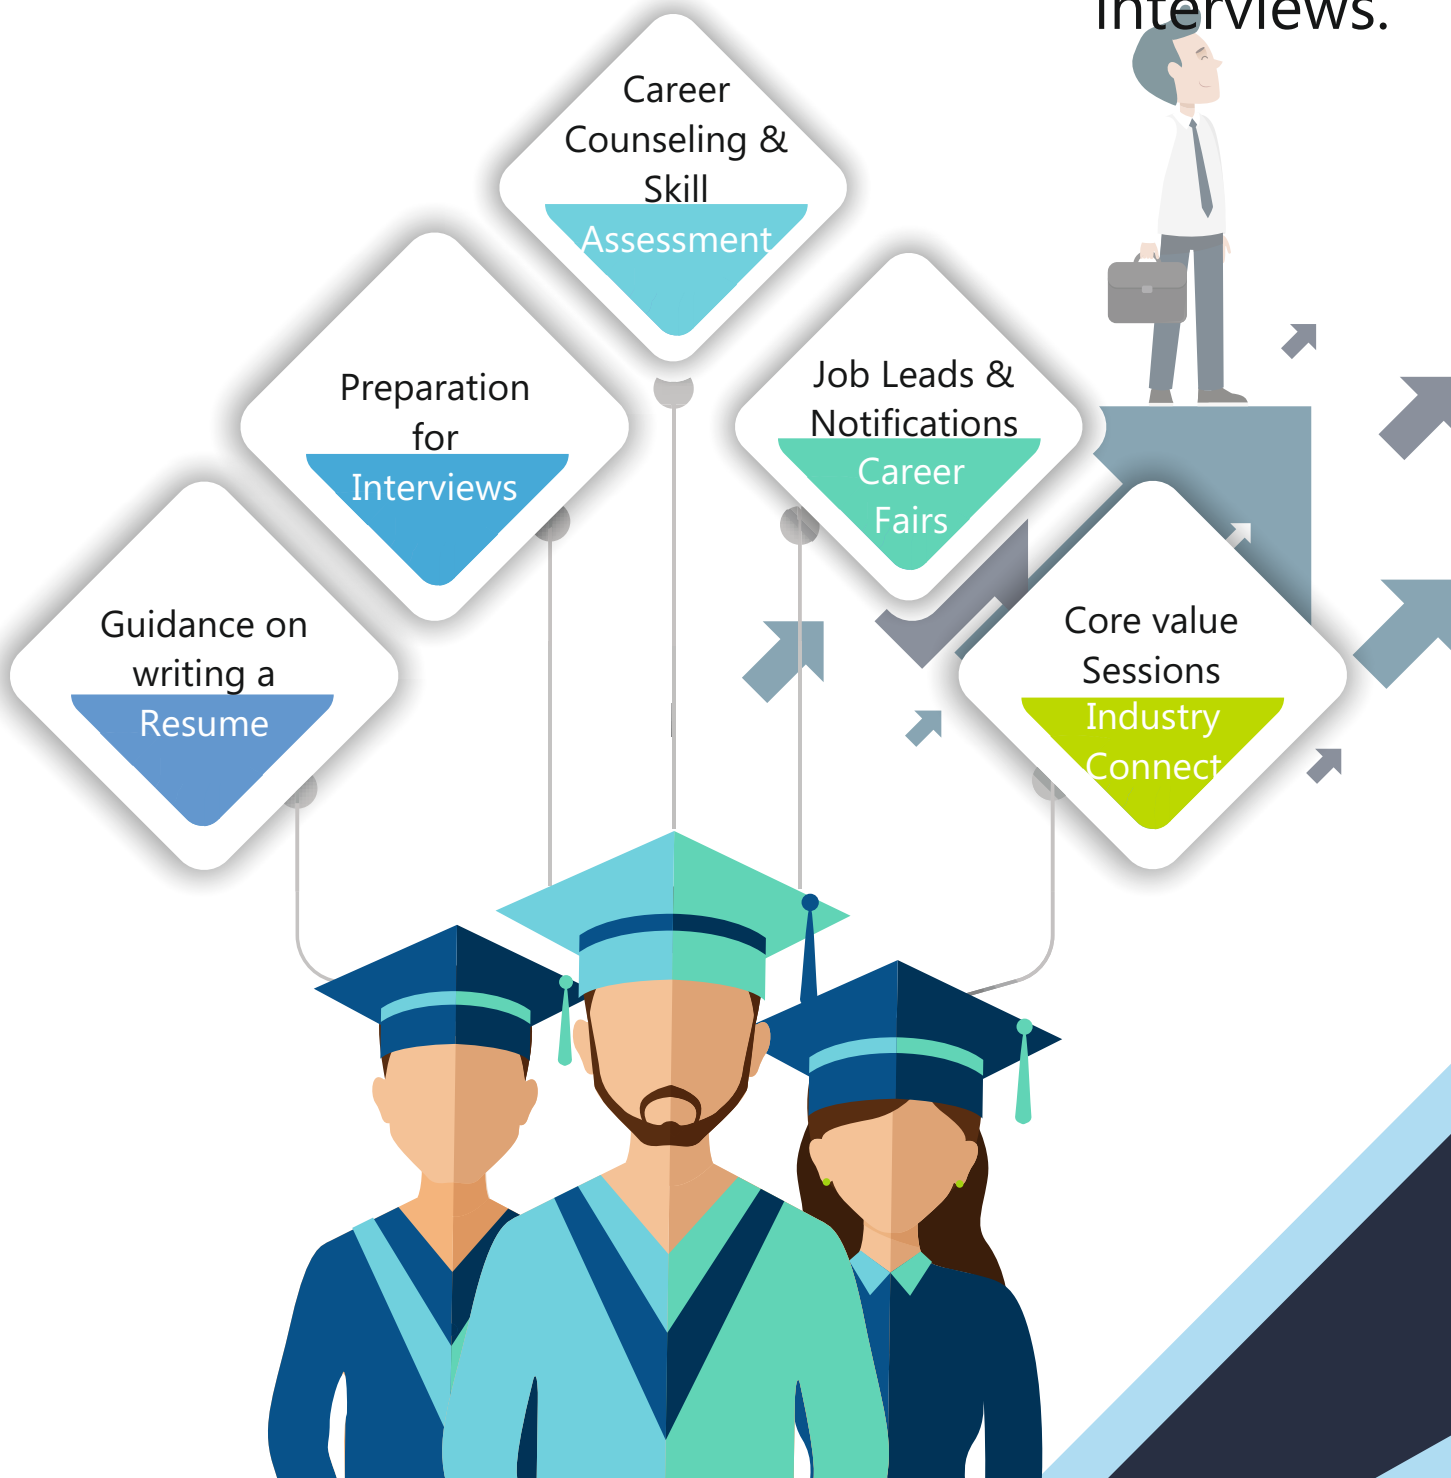 interviews.
Career
Counseling &
Skill
Assessment
Preparation
for
Interviews
Job Leads &
Notifications
Career
Fairs
Guidance on
writing a
Resume
Core value
Sessions
Industry
Connect